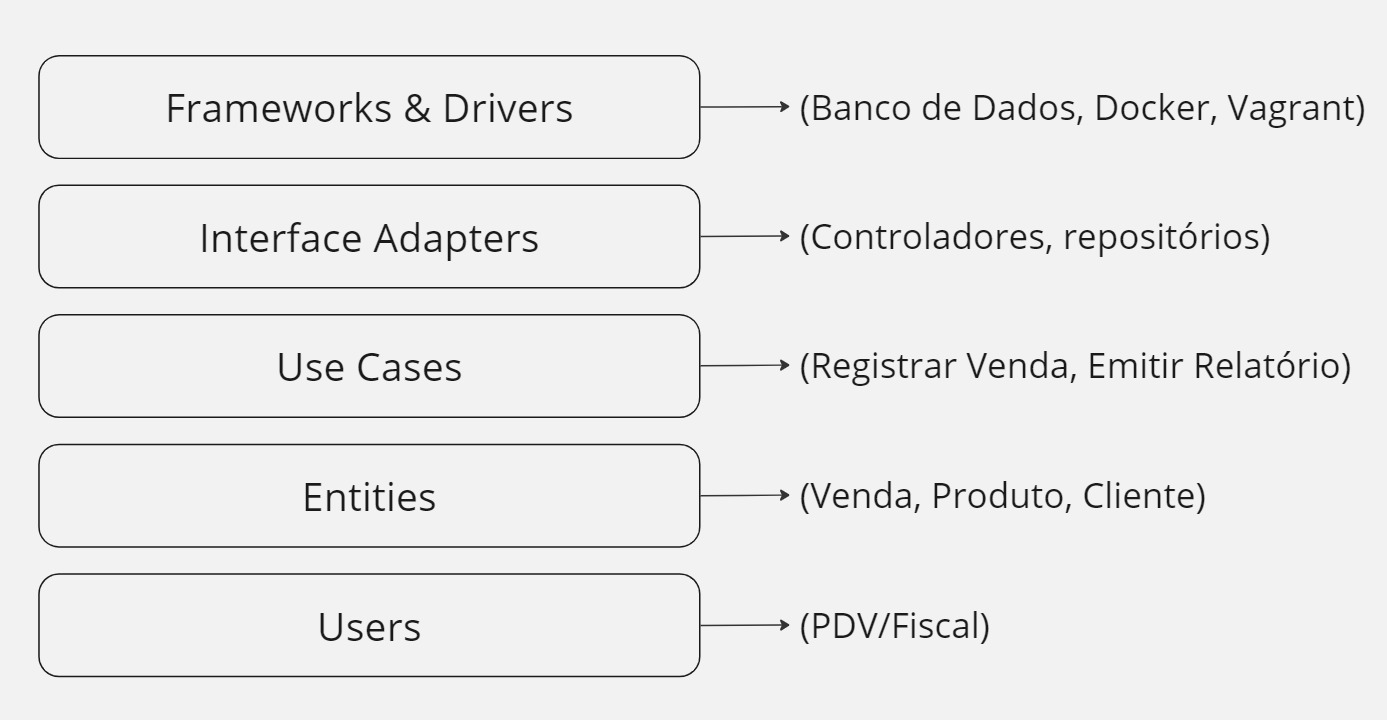 Frameworks & Drivers (Banco de Dados, Docker, Vagrant)
Interface Adapters (Controladores, repositórios)
Use Cases (Registrar Venda, Emitir Relatório)
Entities (Venda, Produto, Cliente)
Users (PDV/Fiscal)